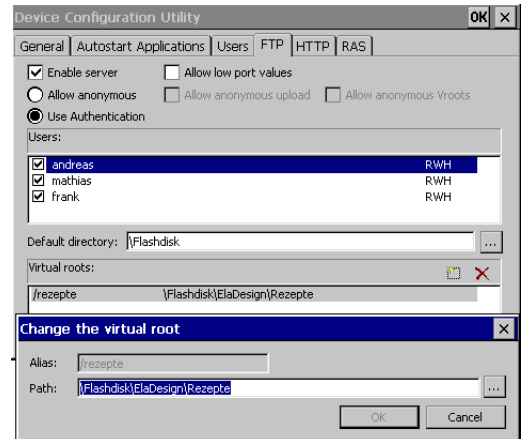 Device Configuration Utility OK ×
General Autostart Applications Users FTP HTTP RAS
Enable server Allow low port values
Allow anonymous Allow anonymous upload Allow anonymous Vroots
Use Authentication
Users:
andreas RWH
mathias RWH
frank RWH
Default directory: \Flashdisk ...
Virtual roots:
/rezepte \Flashdisk\ElaDesign\Rezepte
Change the virtual root ×
Alias: /rezepte
Path: \Flashdisk\ElaDesign\Rezepte ...
OK Cancel